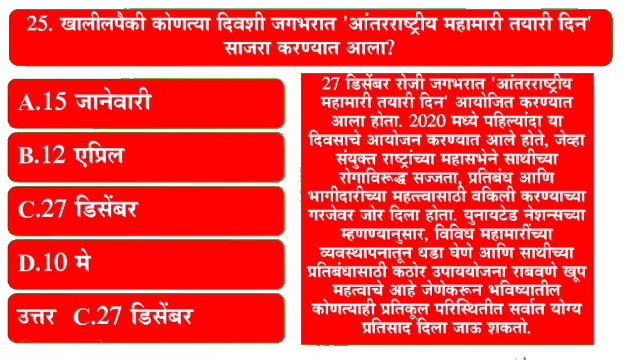 25. खालीलपैकी कोणत्या दिवशी जगभरात 'आंतरराष्ट्रीय महामारी तयारी दिन'
साजरा करण्यात आला?
A.15 जानेवारी
B.12 एप्रिल
C.27 डिसेंबर
D.10 मे
उत्तर C.27 डिसेंबर
27 डिसेंबर रोजी जगभरात 'आंतरराष्ट्रीय
महामारी तयारी दिन' आयोजित करण्यात
आला होता. 2020 मध्ये पहिल्यांदा या
दिवसाचे आयोजन करण्यात आले होते, जेव्हा
संयुक्त राष्ट्रांच्या महासभेने साथीच्या
रोगाविरूद्ध सज्जता, प्रतिबंध आणि
भागीदारीच्या महत्त्वासाठी वकिली करण्याच्या
गरजेवर जोर दिला होता. युनायटेड नेशन्सच्या
म्हणण्यानुसार, विविध महामारींच्या
व्यवस्थापनातून धडा घेणे आणि साथीच्या
प्रतिबंधासाठी कठोर उपाययोजना राबवणे खूप
महत्वाचे आहे जेणेकरून भविष्यातील
कोणत्याही प्रतिकूल परिस्थितीत सर्वात योग्य
प्रतिसाद दिला जाऊ शकतो.